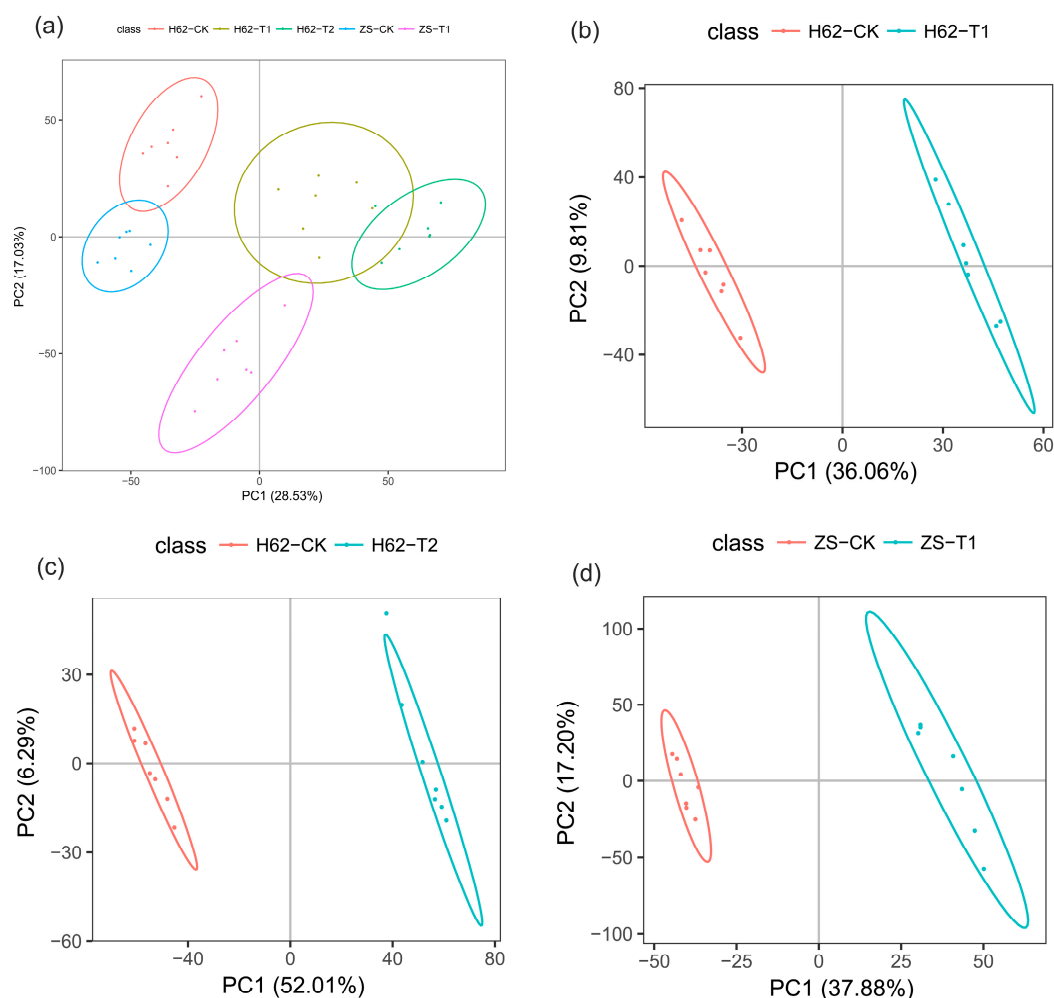 (a)
class H62−CK H62−T1 H62−T2 ZS−CK ZS−T1
50
0
−50
−100
PC2 (17.03%)
−50 0 50
PC1 (28.53%)
(b)
class H62−CK H62−T1
80
40
0
−40
PC2 (9.81%)
−30 0 30 60
PC1 (36.06%)
(c)
class H62−CK H62−T2
30
0
−30
−60
PC2 (6.29%)
−40 0 40 80
PC1 (52.01%)
(d)
class ZS−CK ZS−T1
100
50
0
−50
−100
PC2 (17.20%)
−50 −25 0 25 50
PC1 (37.88%)